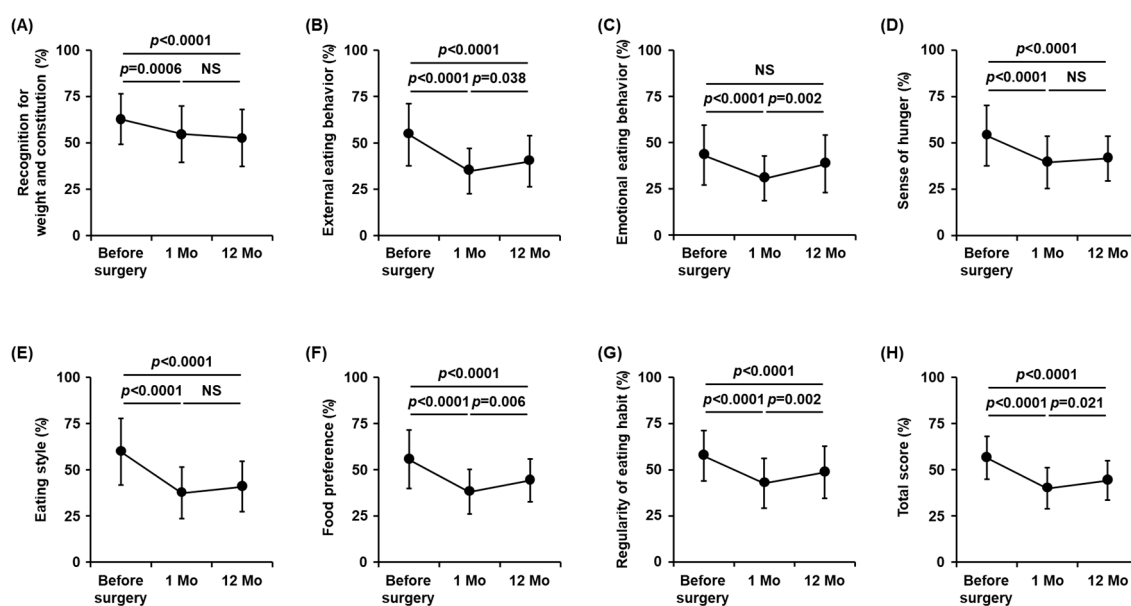 (A)
Recognition for
weight and constitution (%)
p<0.0001
p=0.0006 NS
100
75
50
25
0
Before surgery
1 Mo
12 Mo
(B)
External eating behavior (%)
p<0.0001
p<0.0001 p=0.038
100
75
50
25
0
Before surgery
1 Mo
12 Mo
(C)
Emotional eating behavior (%)
NS
p<0.0001 p=0.002
100
75
50
25
0
Before surgery
1 Mo
12 Mo
(D)
Sense of hunger (%)
p<0.0001
p<0.0001 NS
100
75
50
25
0
Before surgery
1 Mo
12 Mo
(E)
Eating style (%)
p<0.0001
p<0.0001 NS
100
75
50
25
0
Before surgery
1 Mo
12 Mo
(F)
Food preference (%)
p<0.0001
p<0.0001 p=0.006
100
75
50
25
0
Before surgery
1 Mo
12 Mo
(G)
Regularity of eating habit (%)
p<0.0001
p<0.0001 p=0.002
100
75
50
25
0
Before surgery
1 Mo
12 Mo
(H)
Total score (%)
p<0.0001
p<0.0001 p=0.021
100
75
50
25
0
Before surgery
1 Mo
12 Mo